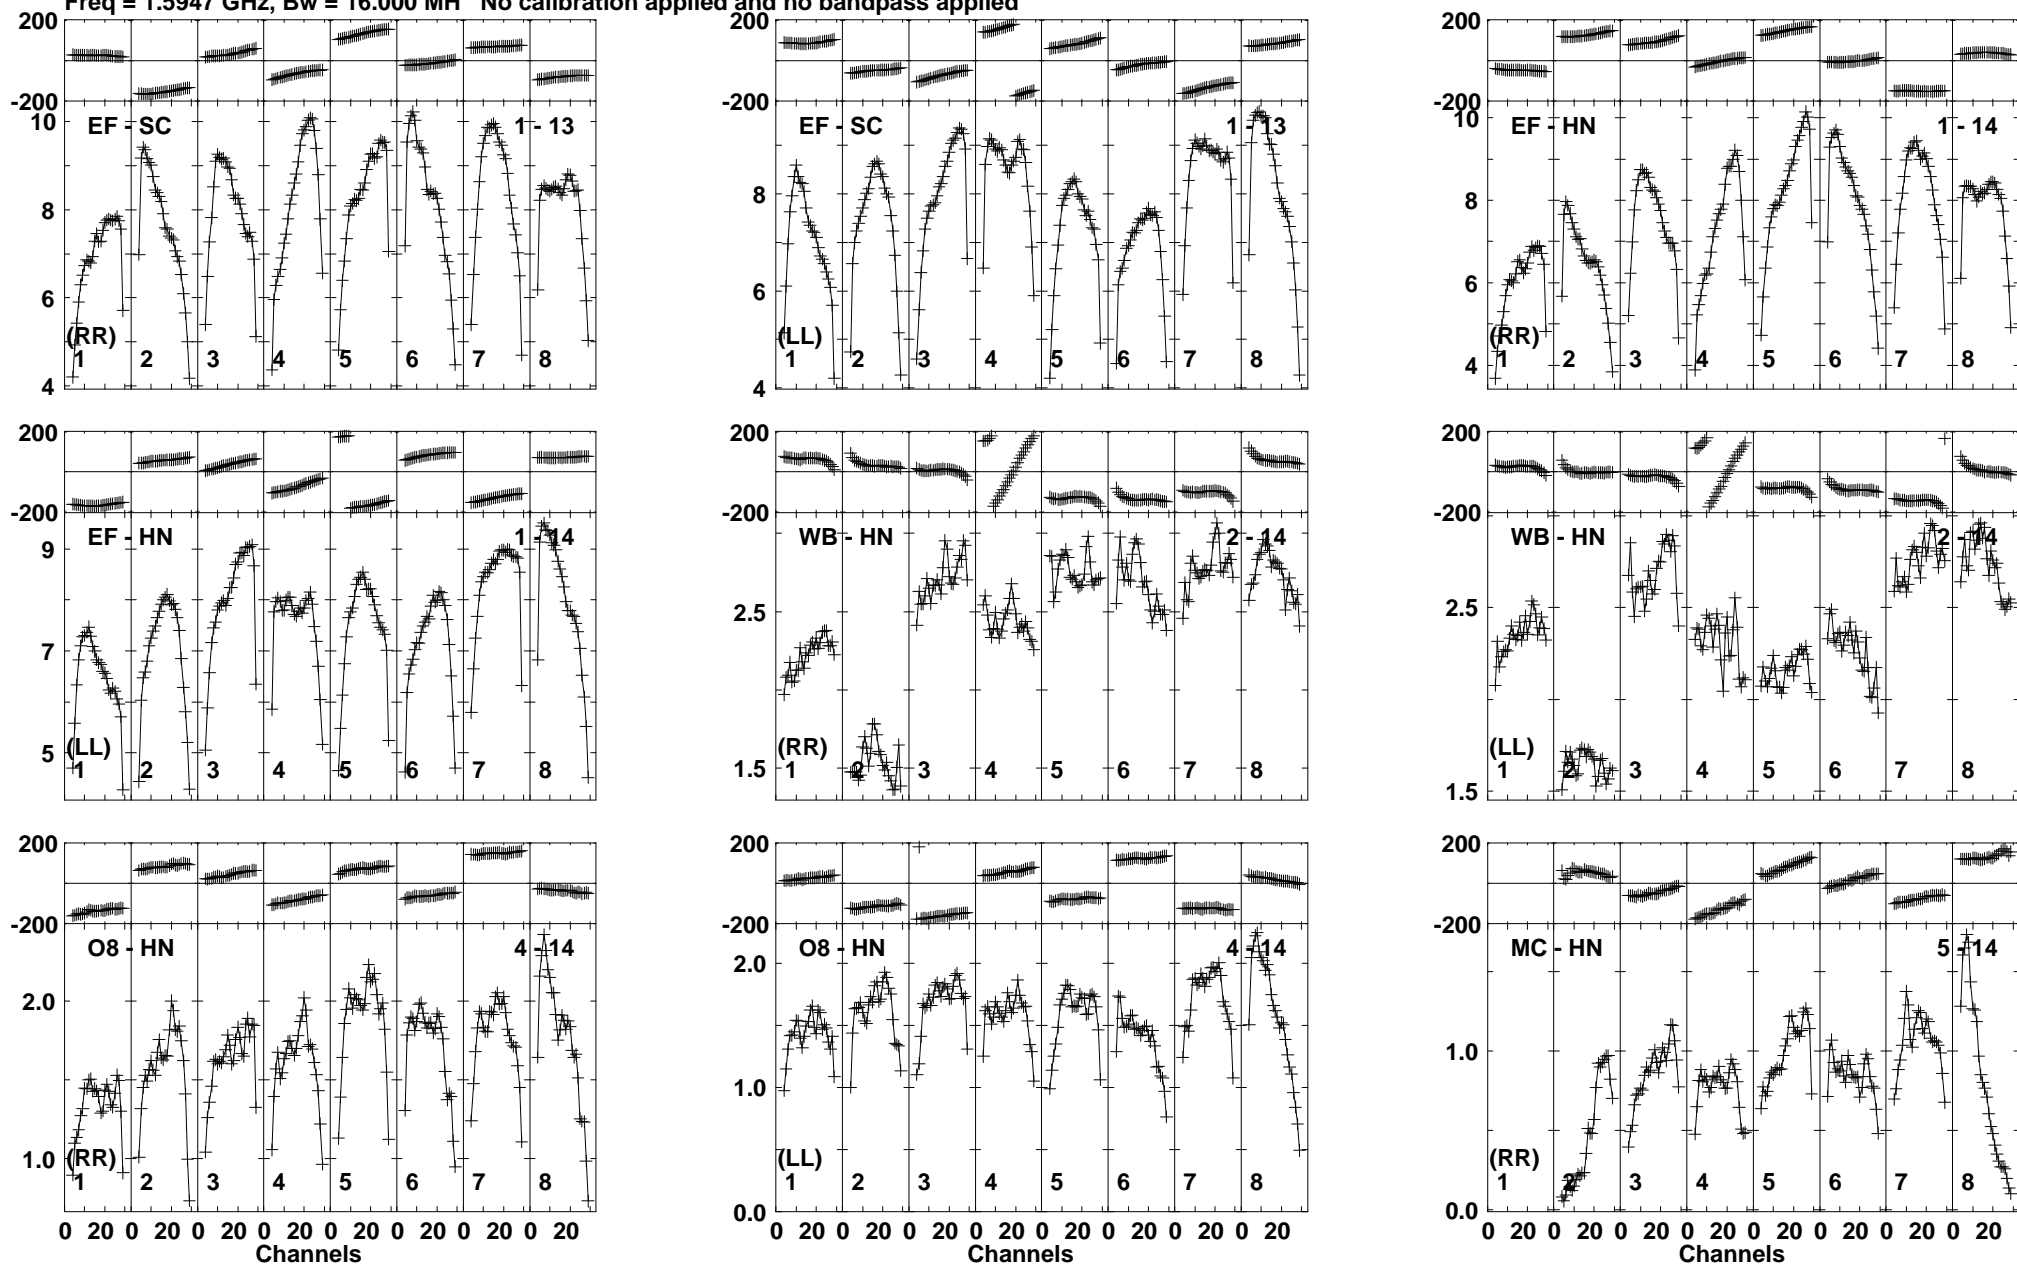 Freq = 1.5947 GHz, Bw = 16.000 MH No calibration applied and no bandpass applied
200 200 200
-200 -200 -200
10 EF - SC 1 - 13 EF - SC 1 - 13 10 EF - HN 1 - 14
8 8 8
6 6 6
(RR) (LL) (RR)
1 2 3 4 5 6 7 8 1 2 3 4 5 6 7 8 1 2 3 4 5 6 7 8
4 4 4
200 200 200
-200 -200 -200
9 EF - HN 1 - 14 WB - HN 2 - 14 WB - HN 2 - 14
2.5 2.5
7
(LL) (RR) (LL)
5
1 2 3 4 5 6 7 8 1.5 1 2 3 4 5 6 7 8 1 2 3 4 5 6 7 8
1.5
200 200 200
-200 -200 -200
O8 - HN 4 - 14 O8 - HN 4 - 14 MC - HN 5 - 14
2.0 2.0
1.0 1.0 1.0
(RR) (LL) (RR)
1 2 3 4 5 6 7 8 1 2 3 4 5 6 7 8 1 2 3 4 5 6 7 8
0.0 0.0
0 20 0 20 0 20 0 20 0 20 0 20 0 20 0 20 0 20 0 20 0 20 0 20 0 20 0 20 0 20 0 20 0 20 0 20 0 20 0 20 0 20 0 20 0 20 0 20
Channels Channels Channels